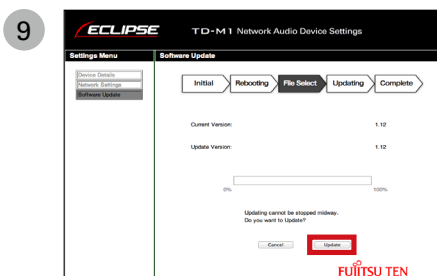 9
ECLIPSE TD-M1 Network Audio Device Settings
Settings Menu Software Update
Device Details
Network Settings
Software Update
Initial Rebooting File Select Updating Complete
Current Version: 1.12
Update Version: 1.12
0% 100%
Updating cannot be stopped midway.
Do you want to Update?
Cancel Update
FUJITSU TEN